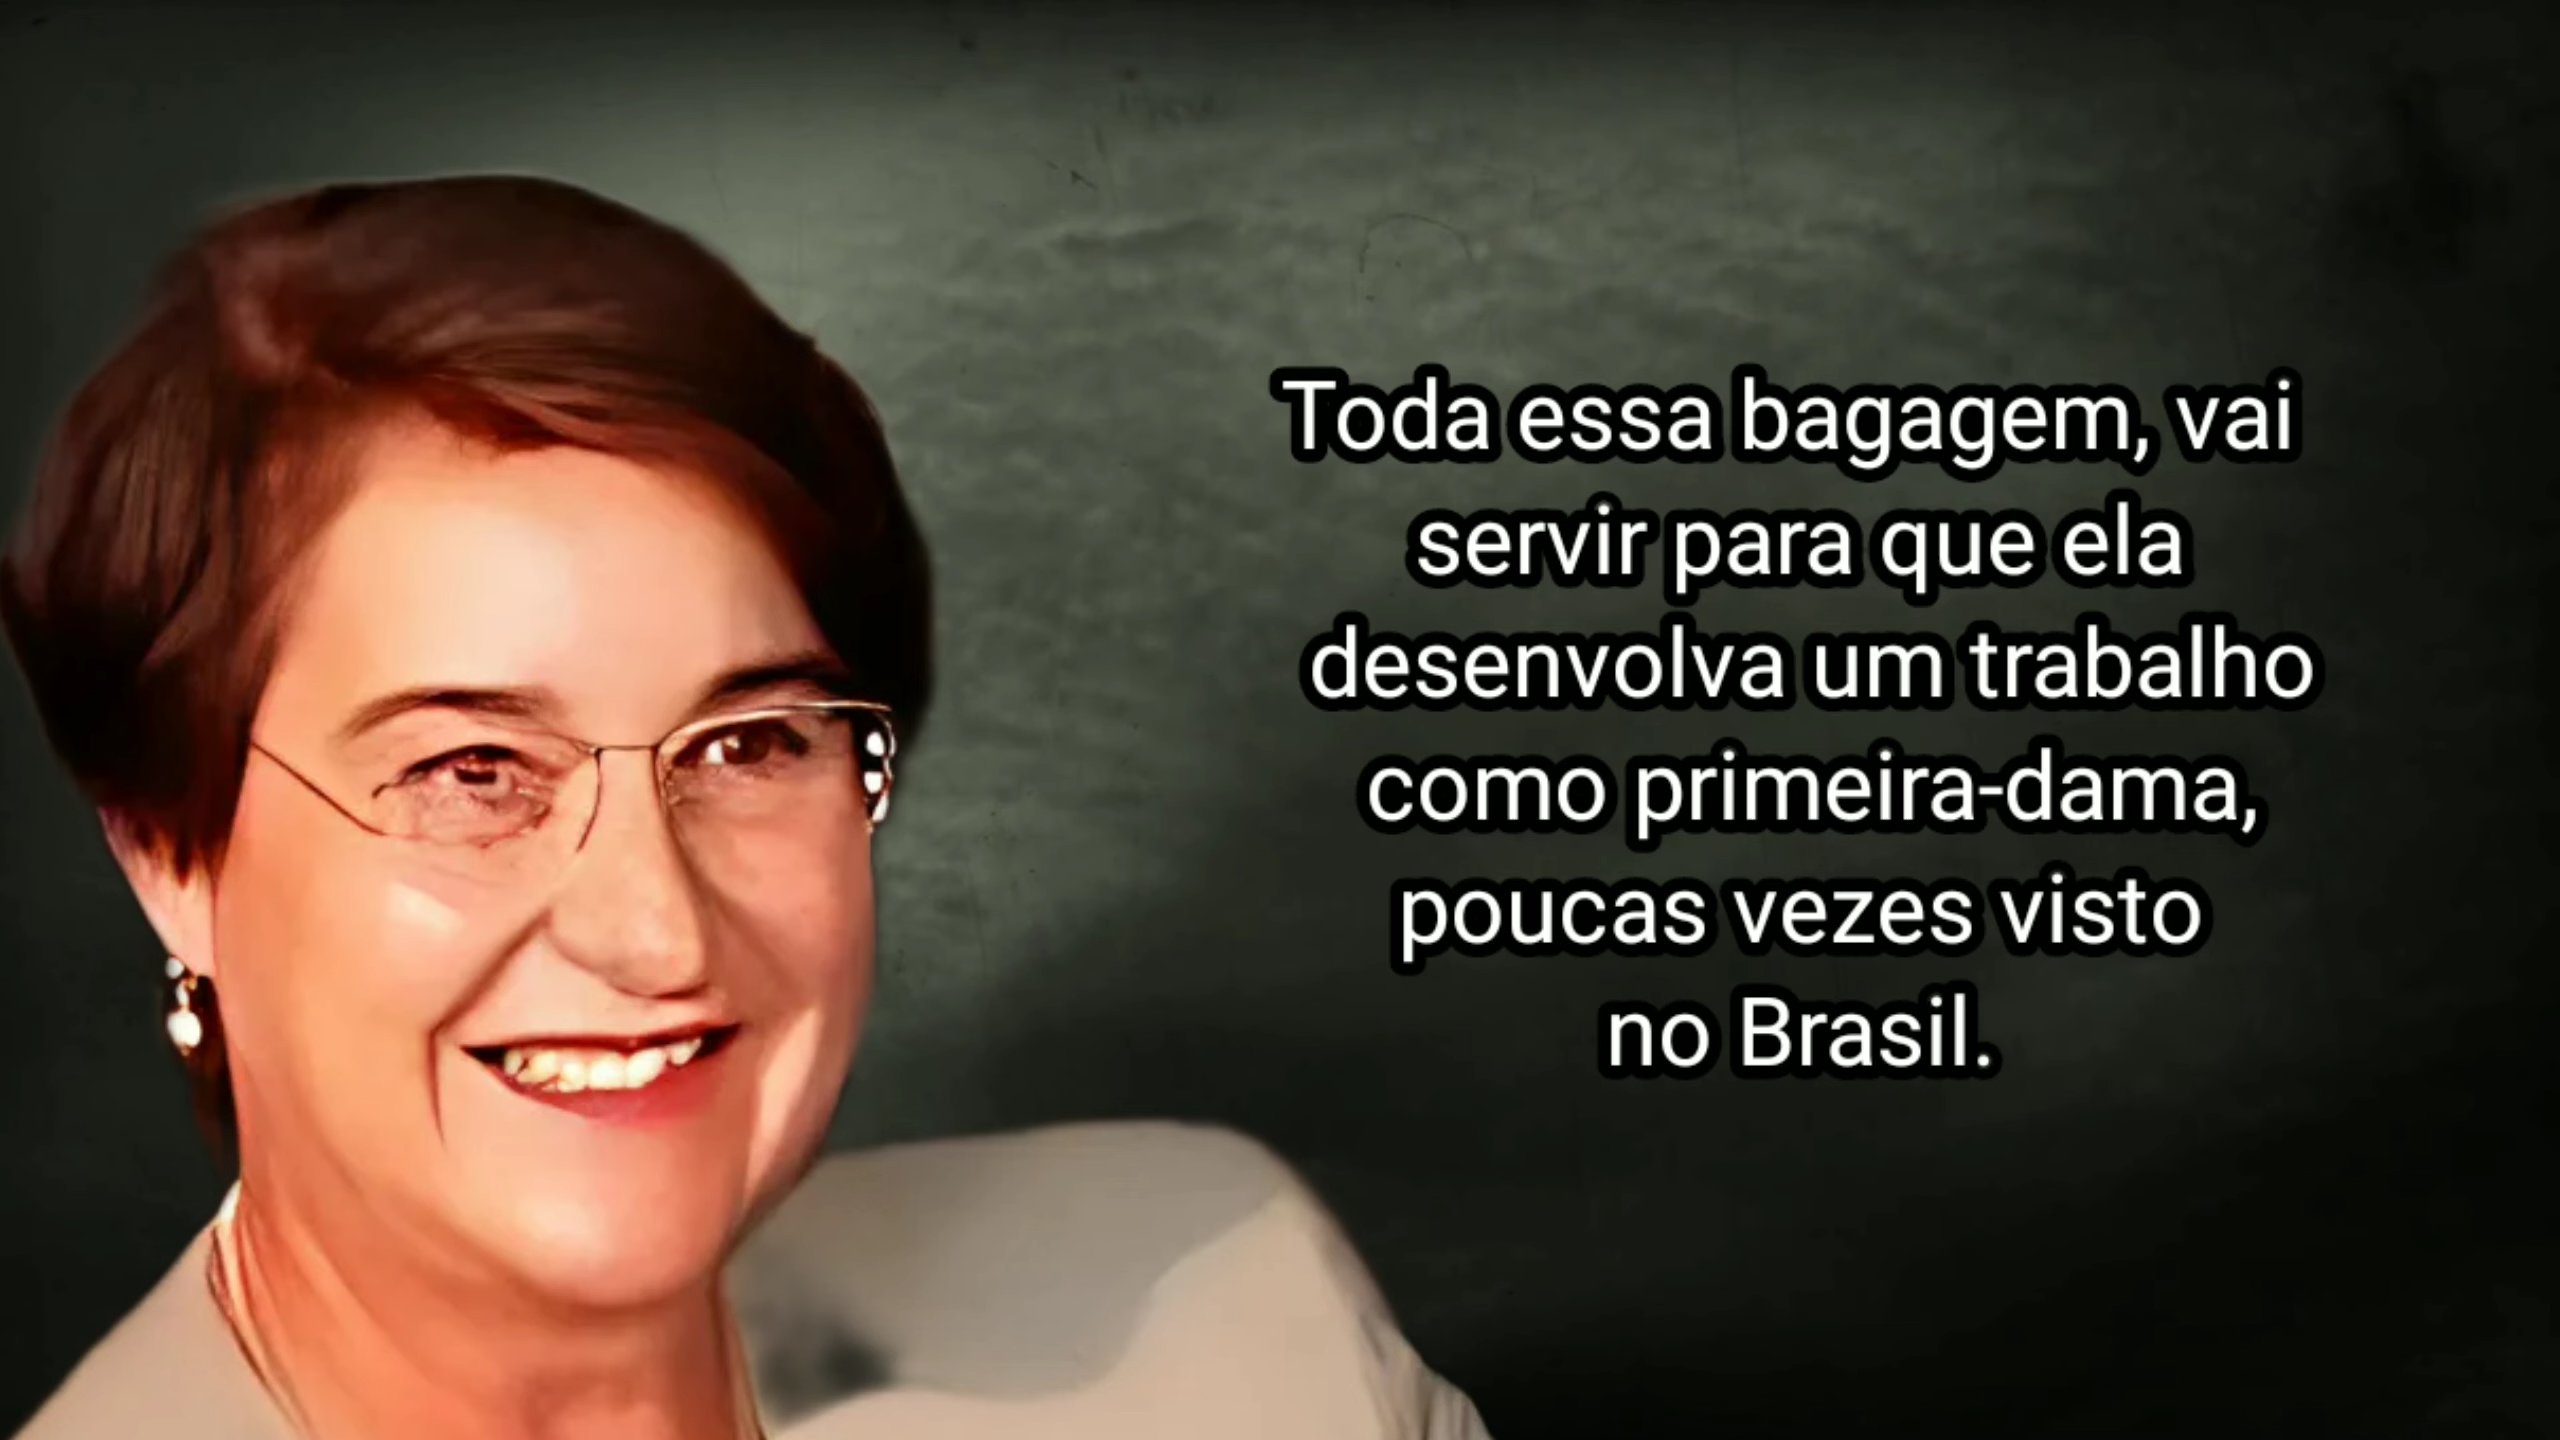 Toda essa bagagem, vai
servir para que ela
desenvolva um trabalho
como primeira-dama,
poucas vezes visto
no Brasil.